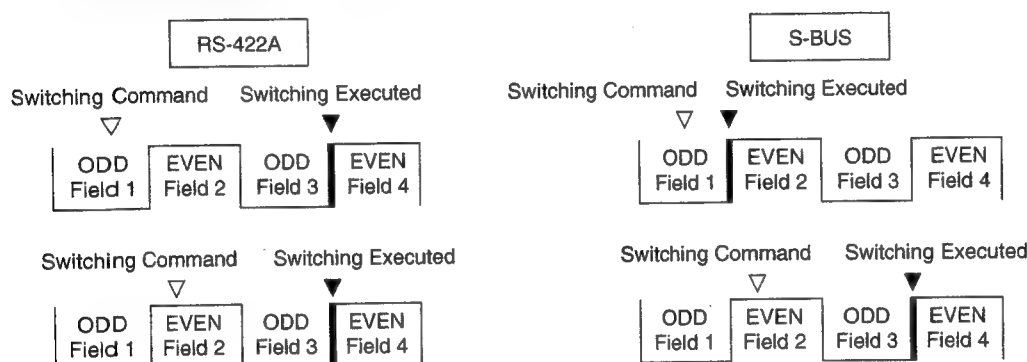 RS-422A
Switching Command Switching Executed
ODD EVEN ODD EVEN
Field 1 Field 2 Field 3 Field 4
Switching Command Switching Executed
ODD EVEN ODD EVEN
Field 1 Field 2 Field 3 Field 4
S-BUS
Switching Command Switching Executed
ODD EVEN ODD EVEN
Field 1 Field 2 Field 3 Field 4
Switching Command Switching Executed
ODD EVEN ODD EVEN
Field 1 Field 2 Field 3 Field 4